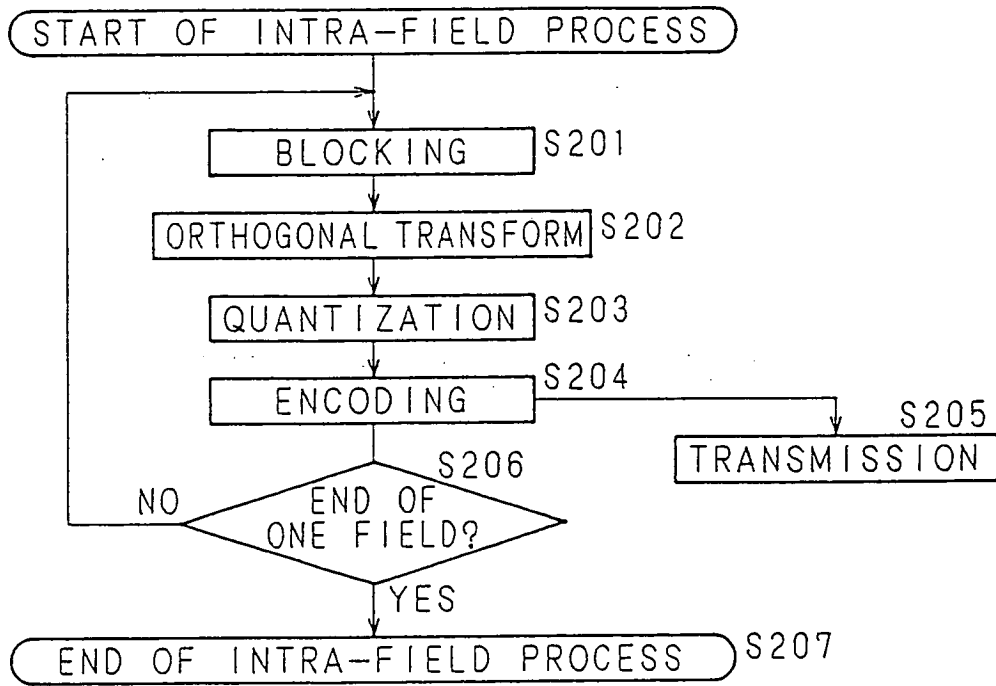 START OF INTRA-FIELD PROCESS
BLOCKING S201
ORTHOGONAL TRANSFORM S202
QUANTIZATION S203
ENCODING S204
S205
TRANSMISSION
S206
NO
END OF
ONE FIELD?
YES
END OF INTRA-FIELD PROCESS S207